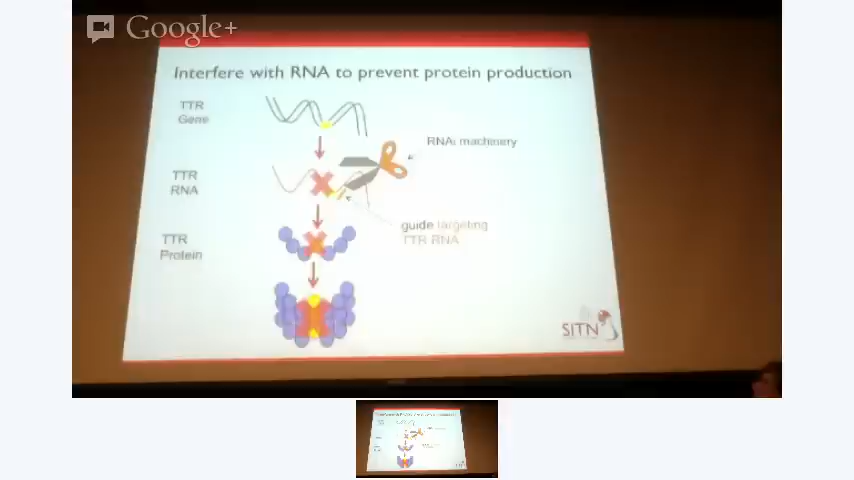 Google+
Interfere with RNA to prevent protein production
TTR
Gene
RNAi machinery
TTR
RNA
guide targeting
TTR RNA
TTR
Protein
SITN